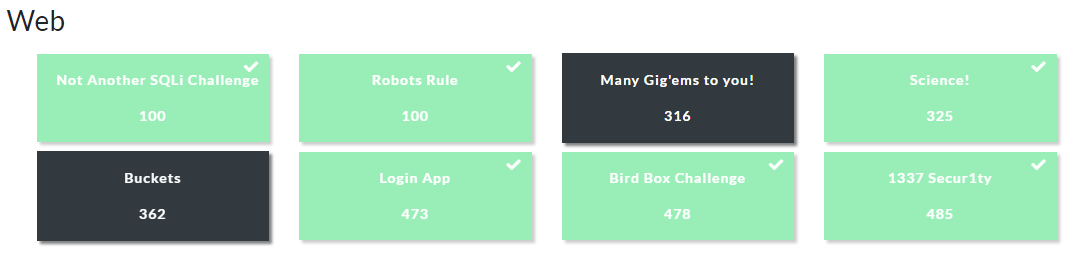 Web
Not Another SQLi Challenge
100
Robots Rule
100
Many Gig'ems to you!
316
Science!
325
Buckets
362
Login App
473
Bird Box Challenge
478
1337 Secur1ty
485